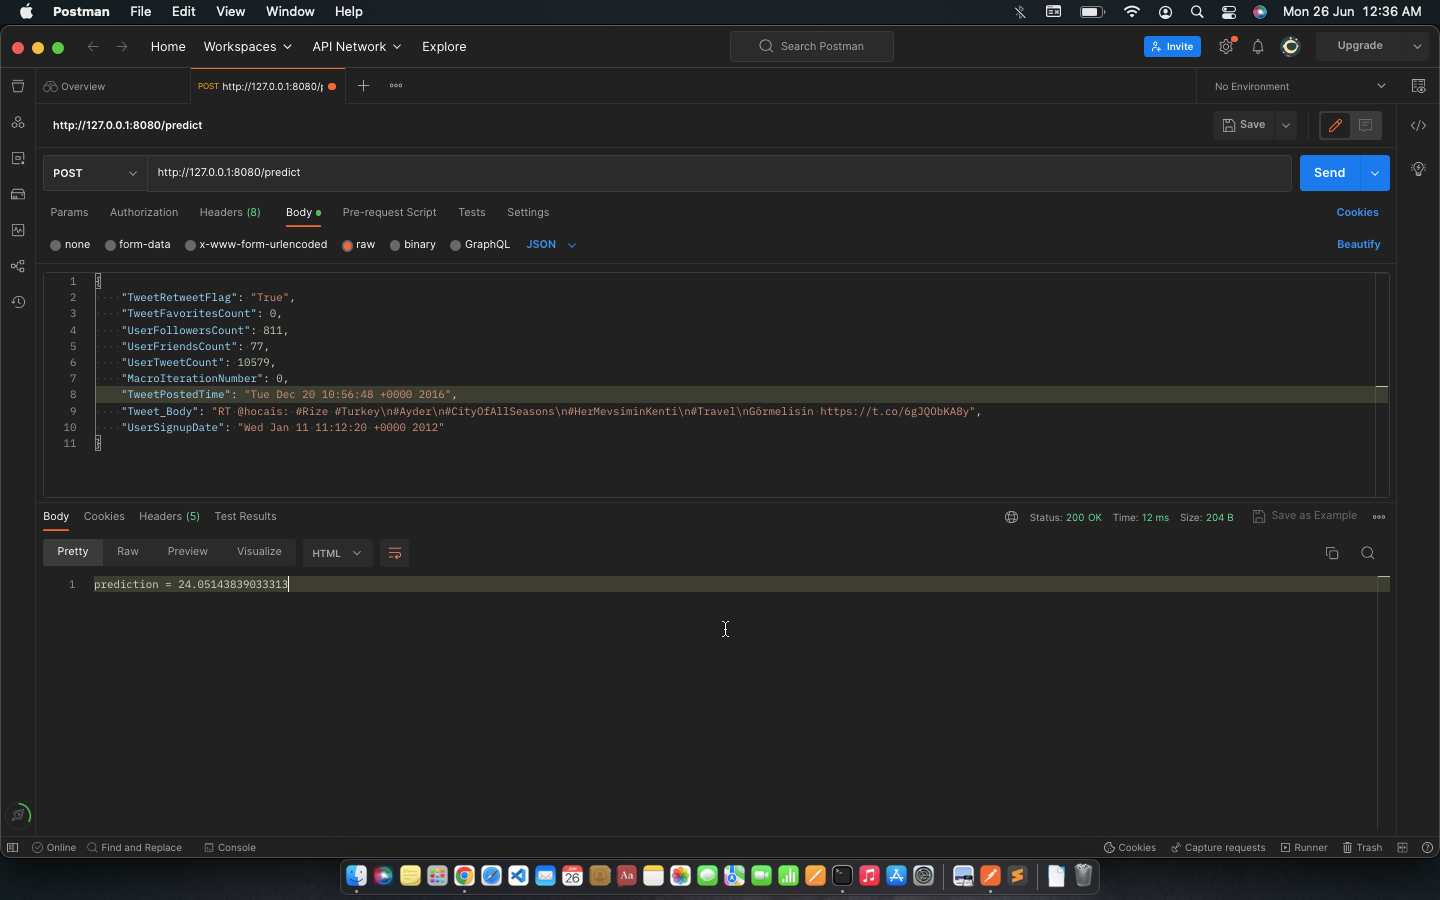 Postman File Edit View Window Help Mon 26 Jun 12:36 AM
Home Workspaces API Network Explore Search Postman Invite Upgrade
Overview POST http://127.0.0.1:8080/p No Environment
http://127.0.0.1:8080/predict Save
POST http://127.0.0.1:8080/predict Send
Params Authorization Headers (8) Body Pre-request Script Tests Settings Cookies
none form-data x-www-form-urlencoded raw binary GraphQL JSON Beautify
1 {
2 "TweetRetweetFlag": "True",
3 "TweetFavoritesCount": 0,
4 "UserFollowersCount": 811,
5 "UserFriendsCount": 77,
6 "UserTweetCount": 10579,
7 "MacroIterationNumber": 0,
8 "TweetPostedTime": "Tue Dec 20 10:56:48 +0000 2016",
9 "Tweet_Body": "RT @hocais: #Rize #Turkey\n#Ayder\n#CityOfAllSeasons\n#HerMevsiminKenti\n#Travel\nGörmelisin https://t.co/6gJQObKA8y",
10 "UserSignupDate": "Wed Jan 11 11:12:20 +0000 2012"
11 }
Body Cookies Headers (5) Test Results Status: 200 OK Time: 12 ms Size: 204 B Save as Example
Pretty Raw Preview Visualize HTML
1 prediction = 24.05143839033313
Online Find and Replace Console Cookies Capture requests Runner Trash
26 Aa